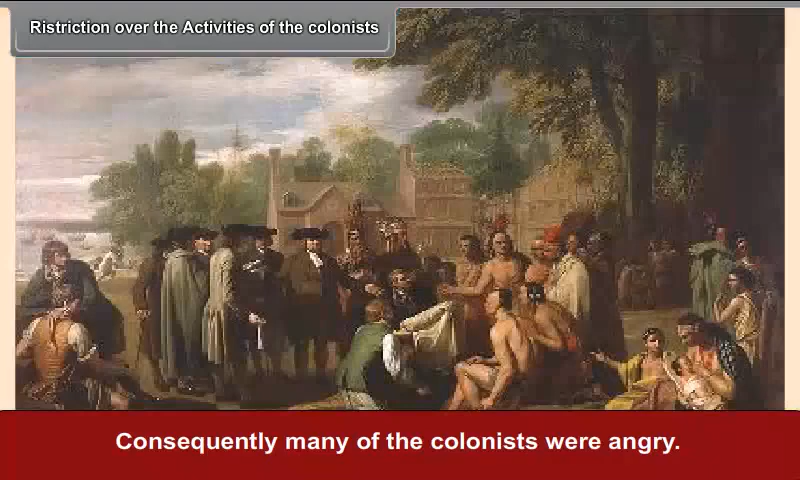 Ristriction over the Activities of the colonists
Consequently many of the colonists were angry.